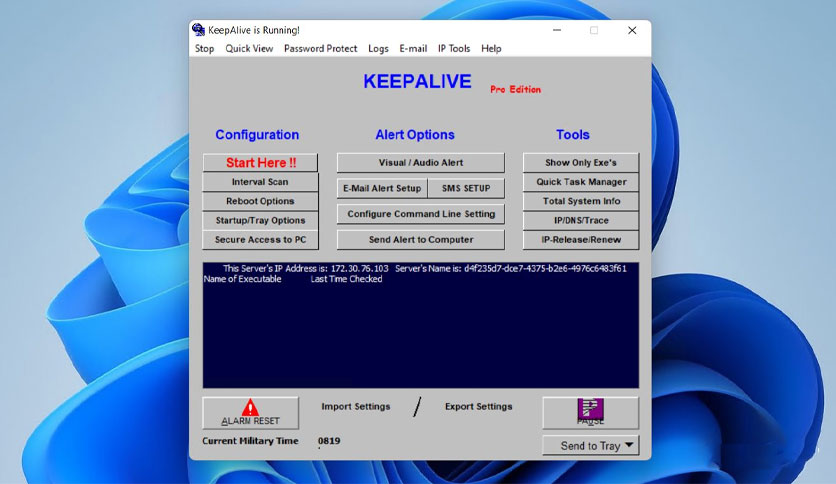 KeepAlive is Running!
Stop Quick View Password Protect Logs E-mail IP Tools Help
KEEPALIVE Pro Edition
Configuration Alert Options Tools
Start Here !! Visual / Audio Alert Show Only Exe's
Interval Scan E-Mail Alert Setup SMS SETUP Quick Task Manager
Reboot Options Total System Info
Startup/Tray Options Configure Command Line Setting IP/DNS/Trace
Secure Access to PC Send Alert to Computer IP-Release/Renew
This Server's IP Address is: 172.30.76.103 Server's Name is: d4f235d7-dce7-4375-b2e6-4976c6483f61
Name of Executable Last Time Checked
ALARM RESET Import Settings / Export Settings PAUSE
Current Military Time 0819 Send to Tray